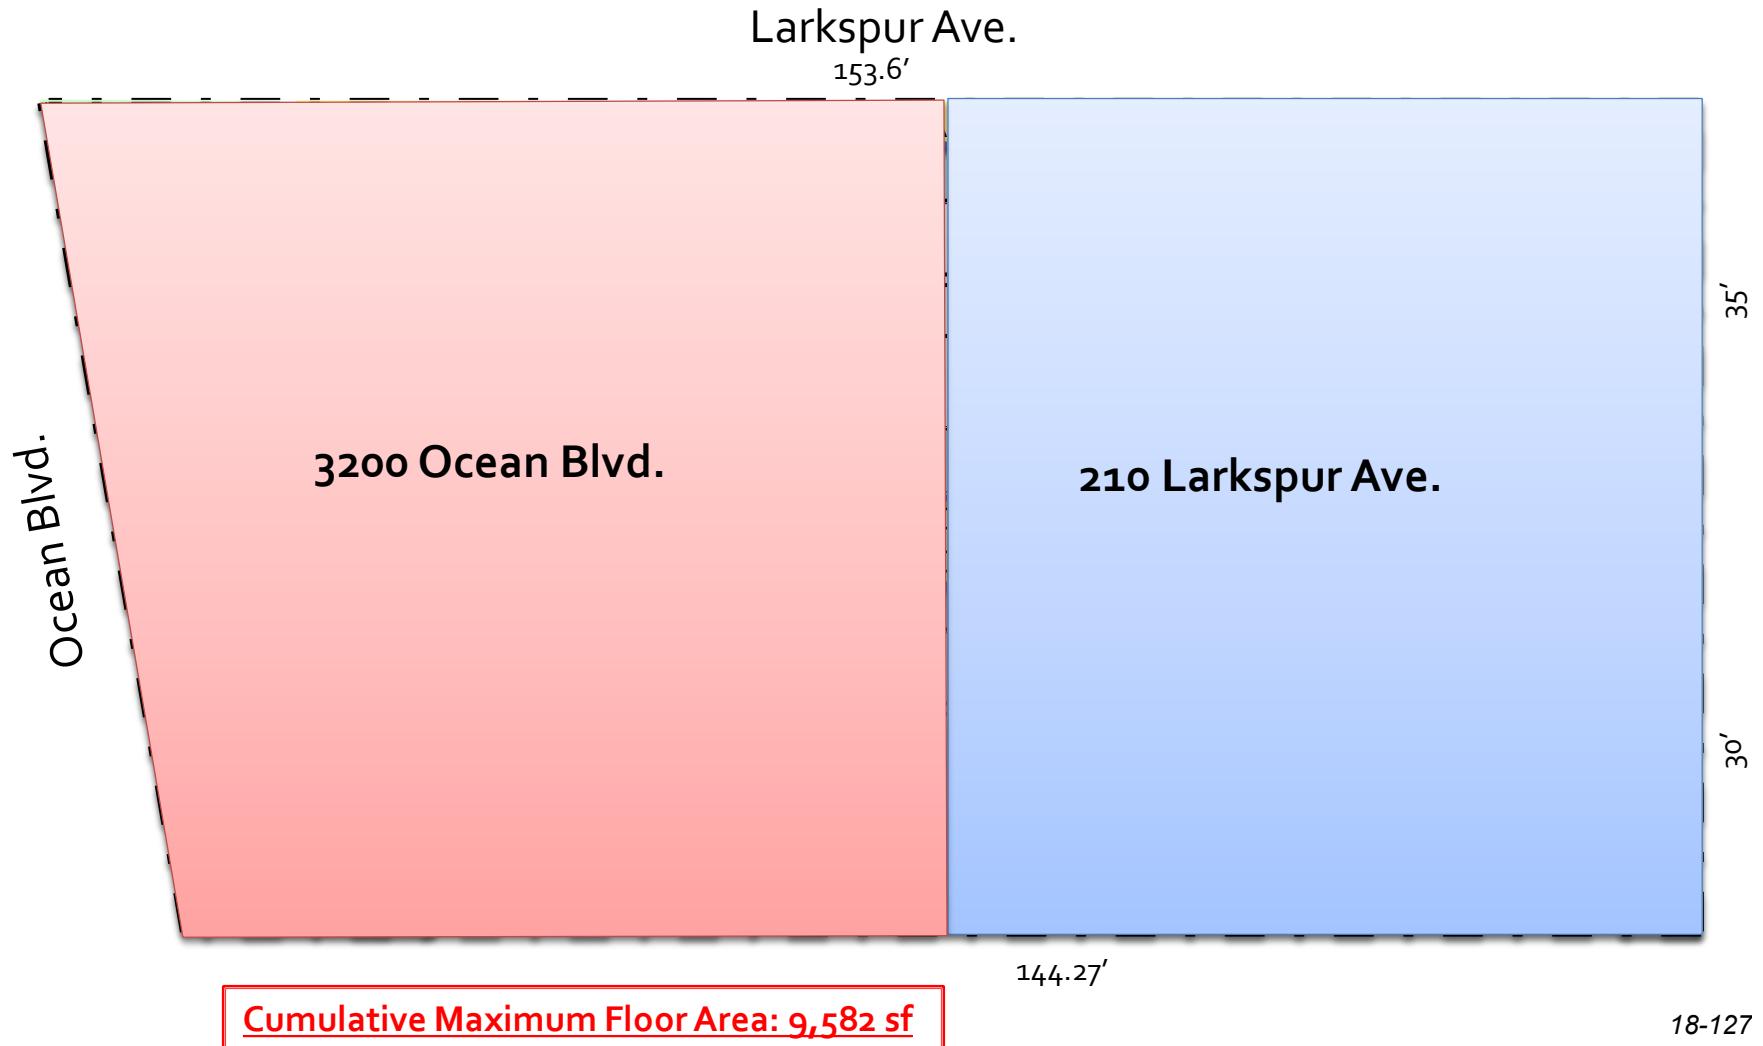 Larkspur Ave.
153.6′
35′
Ocean Blvd.
3200 Ocean Blvd.
210 Larkspur Ave.
30′
144.27′
Cumulative Maximum Floor Area: 9,582 sf
18-127